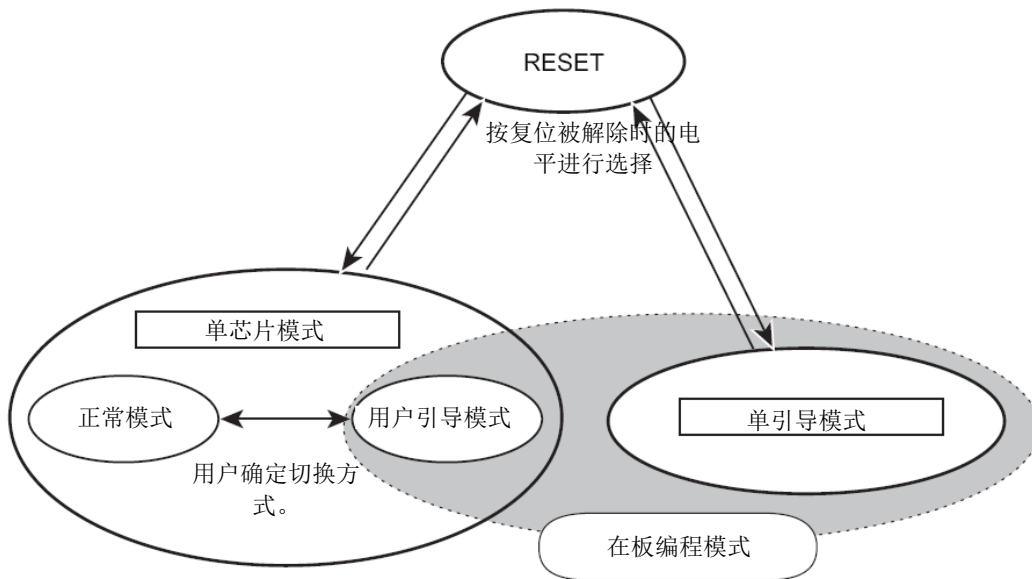 RESET
按复位被解除时的电
平进行选择
单芯片模式
正常模式
用户引导模式
单引导模式
用户确定切换方
式。
在板编程模式